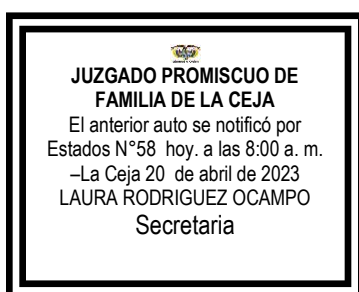 JUZGADO PROMISCUO DE
FAMILIA DE LA CEJA
El anterior auto se notificó por
Estados N°58 hoy. a las 8:00 a. m.
–La Ceja 20 de abril de 2023
LAURA RODRIGUEZ OCAMPO
Secretaria